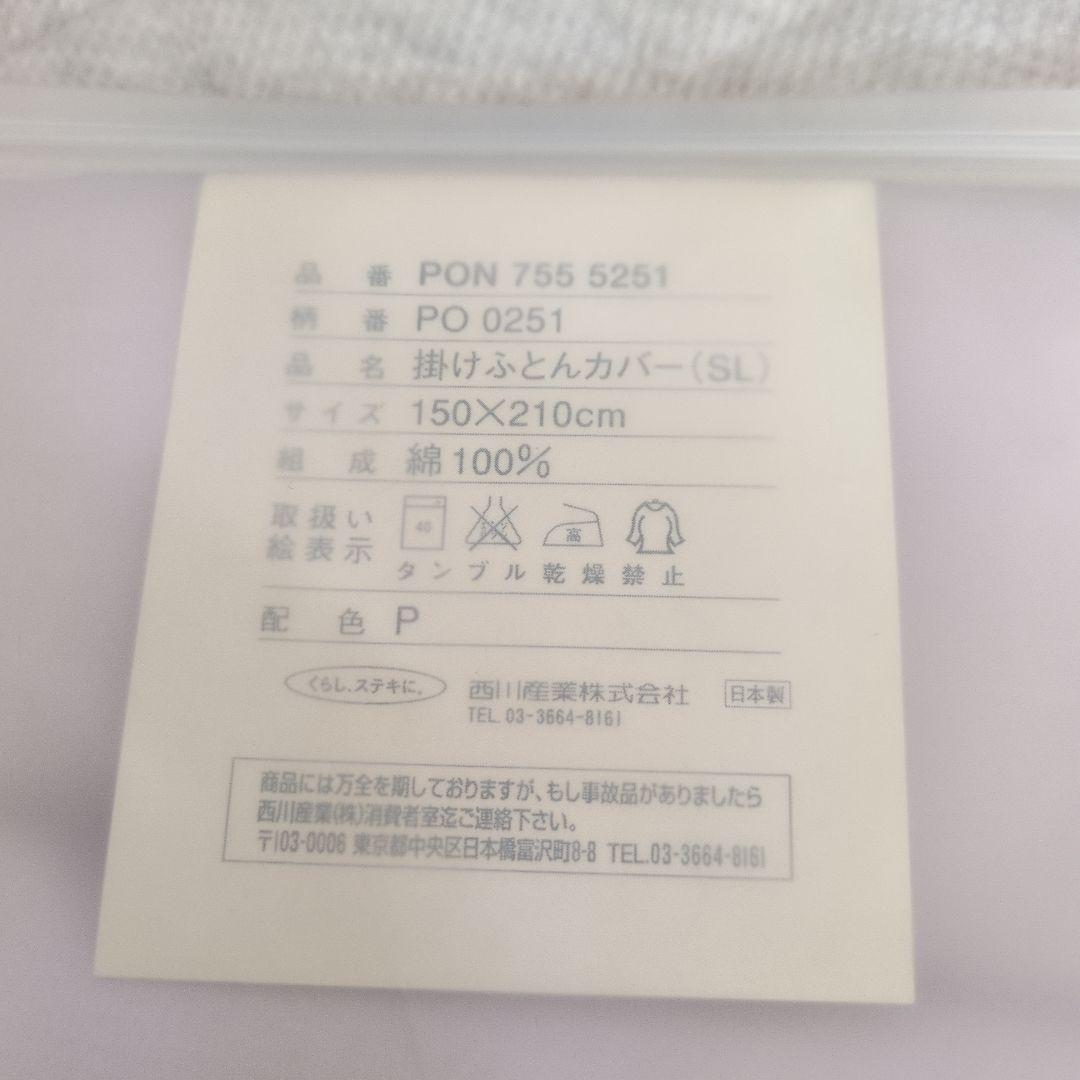 品番 PON 755 5251
柄番 PO 0251
品名 掛けふとんカバー(SL)
サイズ 150×210cm
組成 綿100%
取扱い
絵表示
40 高
タンブル乾燥禁止
配色 P
くらし、ステキに。 西川産業株式会社 日本製
TEL. 03-3664-8161
商品には万全を期しておりますが、もし事故品がありましたら
西川産業(株)消費者室迄ご連絡下さい。
〒103-0006 東京都中央区日本橋富沢町8-8 TEL.03-3664-8161